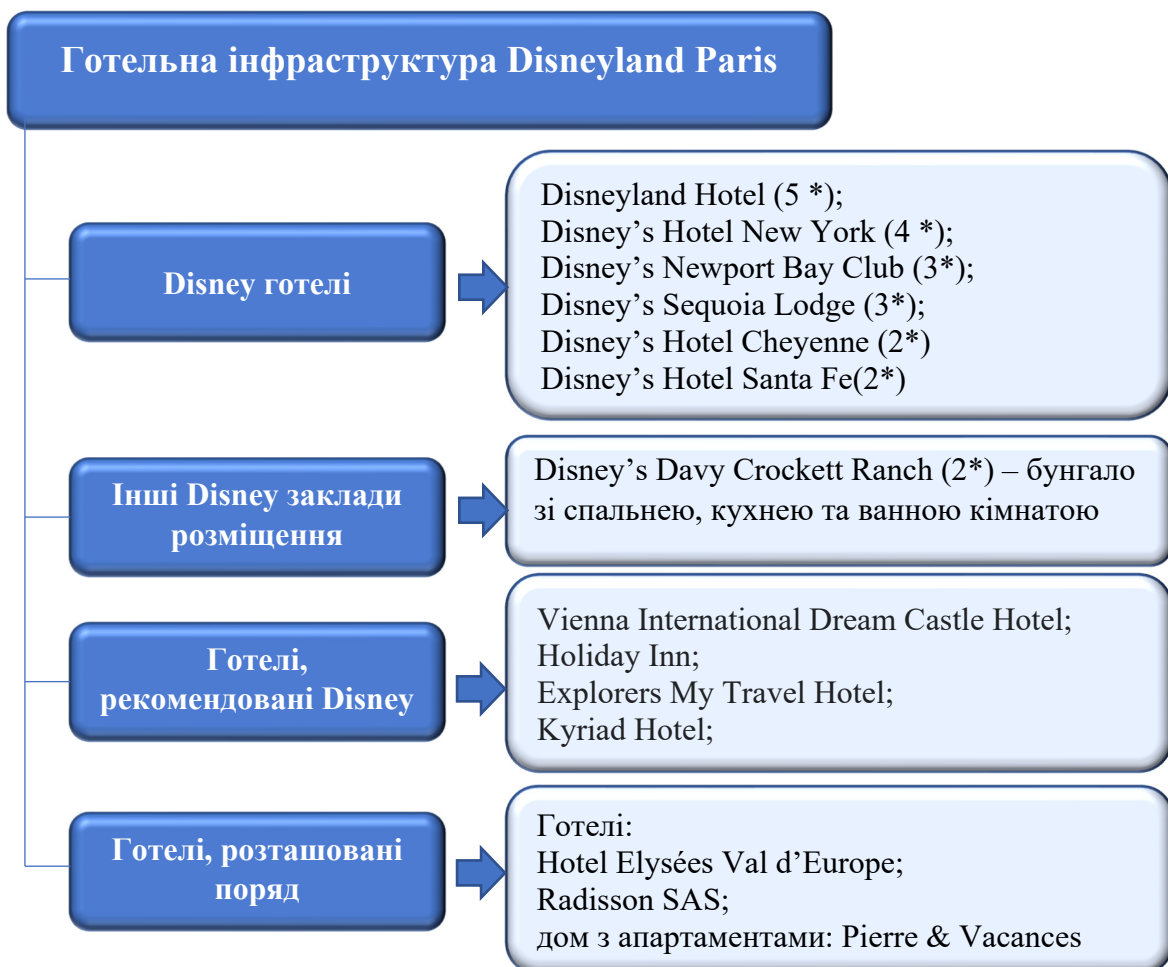 Готельна інфраструктура Disneyland Paris
Disney готелі
Disneyland Hotel (5 *);
Disney’s Hotel New York (4 *);
Disney’s Newport Bay Club (3*);
Disney’s Sequoia Lodge (3*);
Disney’s Hotel Cheyenne (2*)
Disney’s Hotel Santa Fe(2*)
Інші Disney заклади
розміщення
Disney’s Davy Crockett Ranch (2*) – бунгало
зі спальнею, кухнею та ванною кімнатою
Готелі,
рекомендовані Disney
Vienna International Dream Castle Hotel;
Holiday Inn;
Explorers My Travel Hotel;
Kyriad Hotel;
Готелі, розташовані
поряд
Готелі:
Hotel Elysées Val d’Europe;
Radisson SAS;
дом з апартаментами: Pierre & Vacances